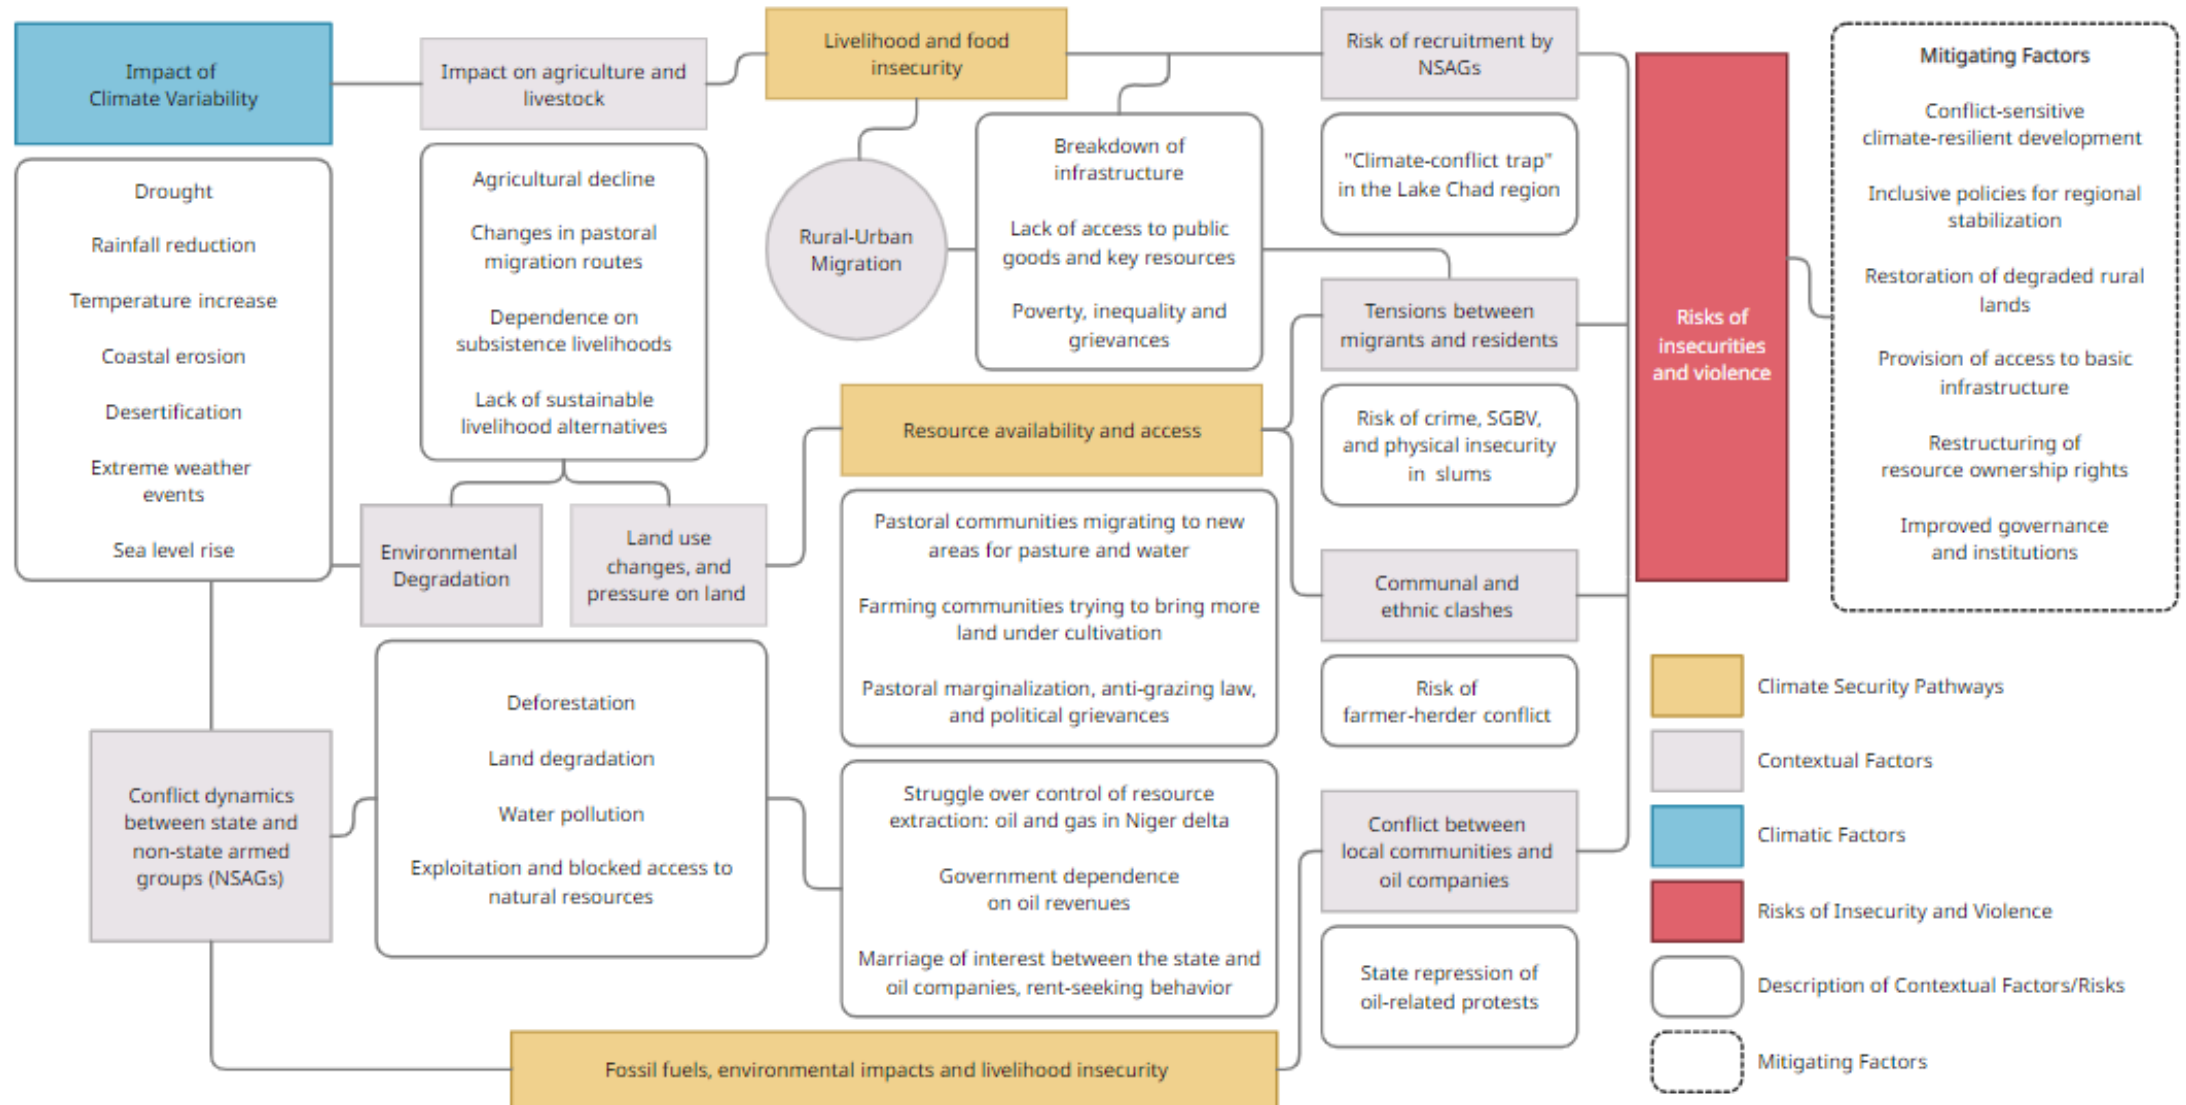 Impact of
Climate Variability
Drought
Rainfall reduction
Temperature increase
Coastal erosion
Desertification
Extreme weather
events
Sea level rise
Conflict dynamics
between state and
non-state armed
groups (NSAGs)
Impact on agriculture and
livestock
Agricultural decline
Changes in pastoral
migration routes
Dependence on
subsistence livelihoods
Lack of sustainable
livelihood alternatives
Environmental
Degradation
Land use
changes, and
pressure on land
Deforestation
Land degradation
Water pollution
Exploitation and blocked access to
natural resources
Livelihood and food
insecurity
Rural-Urban
Migration
Breakdown of
infrastructure
Lack of access to public
goods and key resources
Poverty, inequality and
grievances
Resource availability and access
Pastoral communities migrating to new
areas for pasture and water
Farming communities trying to bring more
land under cultivation
Pastoral marginalization, anti-grazing law,
and political grievances
Struggle over control of resource
extraction: oil and gas in Niger delta
Government dependence
on oil revenues
Marriage of interest between the state and
oil companies, rent-seeking behavior
Fossil fuels, environmental impacts and livelihood insecurity
Risk of recruitment by
NSAGs
"Climate-conflict trap"
in the Lake Chad region
Tensions between
migrants and residents
Risk of crime, SGBV,
and physical insecurity
in slums
Communal and
ethnic clashes
Risk of
farmer-herder conflict
Conflict between
local communities and
oil companies
State repression of
oil-related protests
Risks of
insecurities
and violence
Mitigating Factors
Conflict-sensitive
climate-resilient development
Inclusive policies for regional
stabilization
Restoration of degraded rural
lands
Provision of access to basic
infrastructure
Restructuring of
resource ownership rights
Improved governance
and institutions
Climate Security Pathways
Contextual Factors
Climatic Factors
Risks of Insecurity and Violence
Description of Contextual Factors/Risks
Mitigating Factors